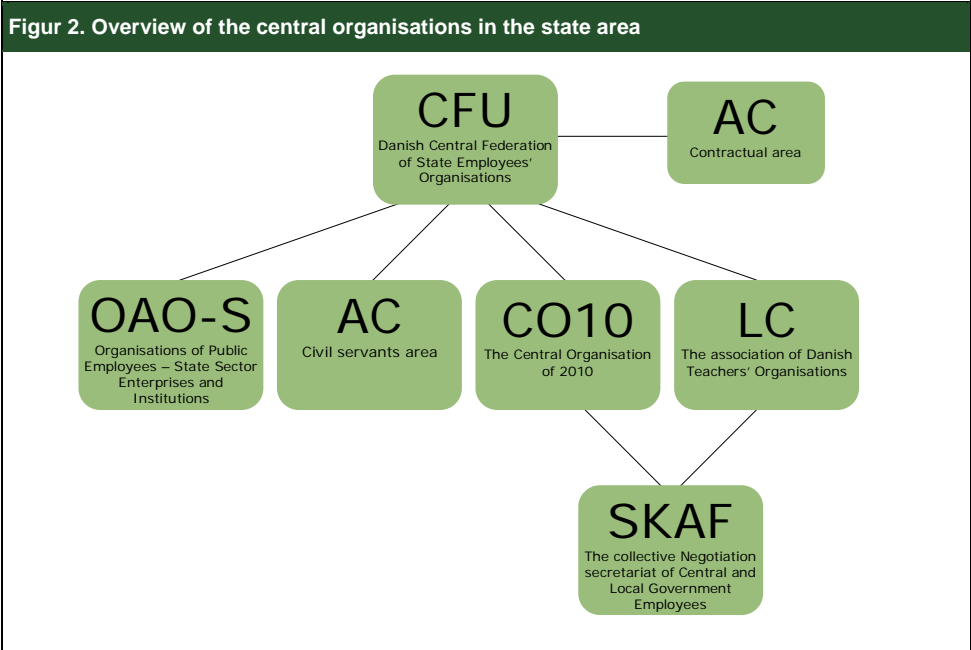 Figur 2. Overview of the central organisations in the state area
CFU
Danish Central Federation
of State Employees’
Organisations
AC
Contractual area
OAO-S
Organisations of Public
Employees – State Sector
Enterprises and
Institutions
AC
Civil servants area
CO10
The Central Organisation
of 2010
LC
The association of Danish
Teachers’ Organisations
SKAF
The collective Negotiation
secretariat of Central and
Local Government
Employees